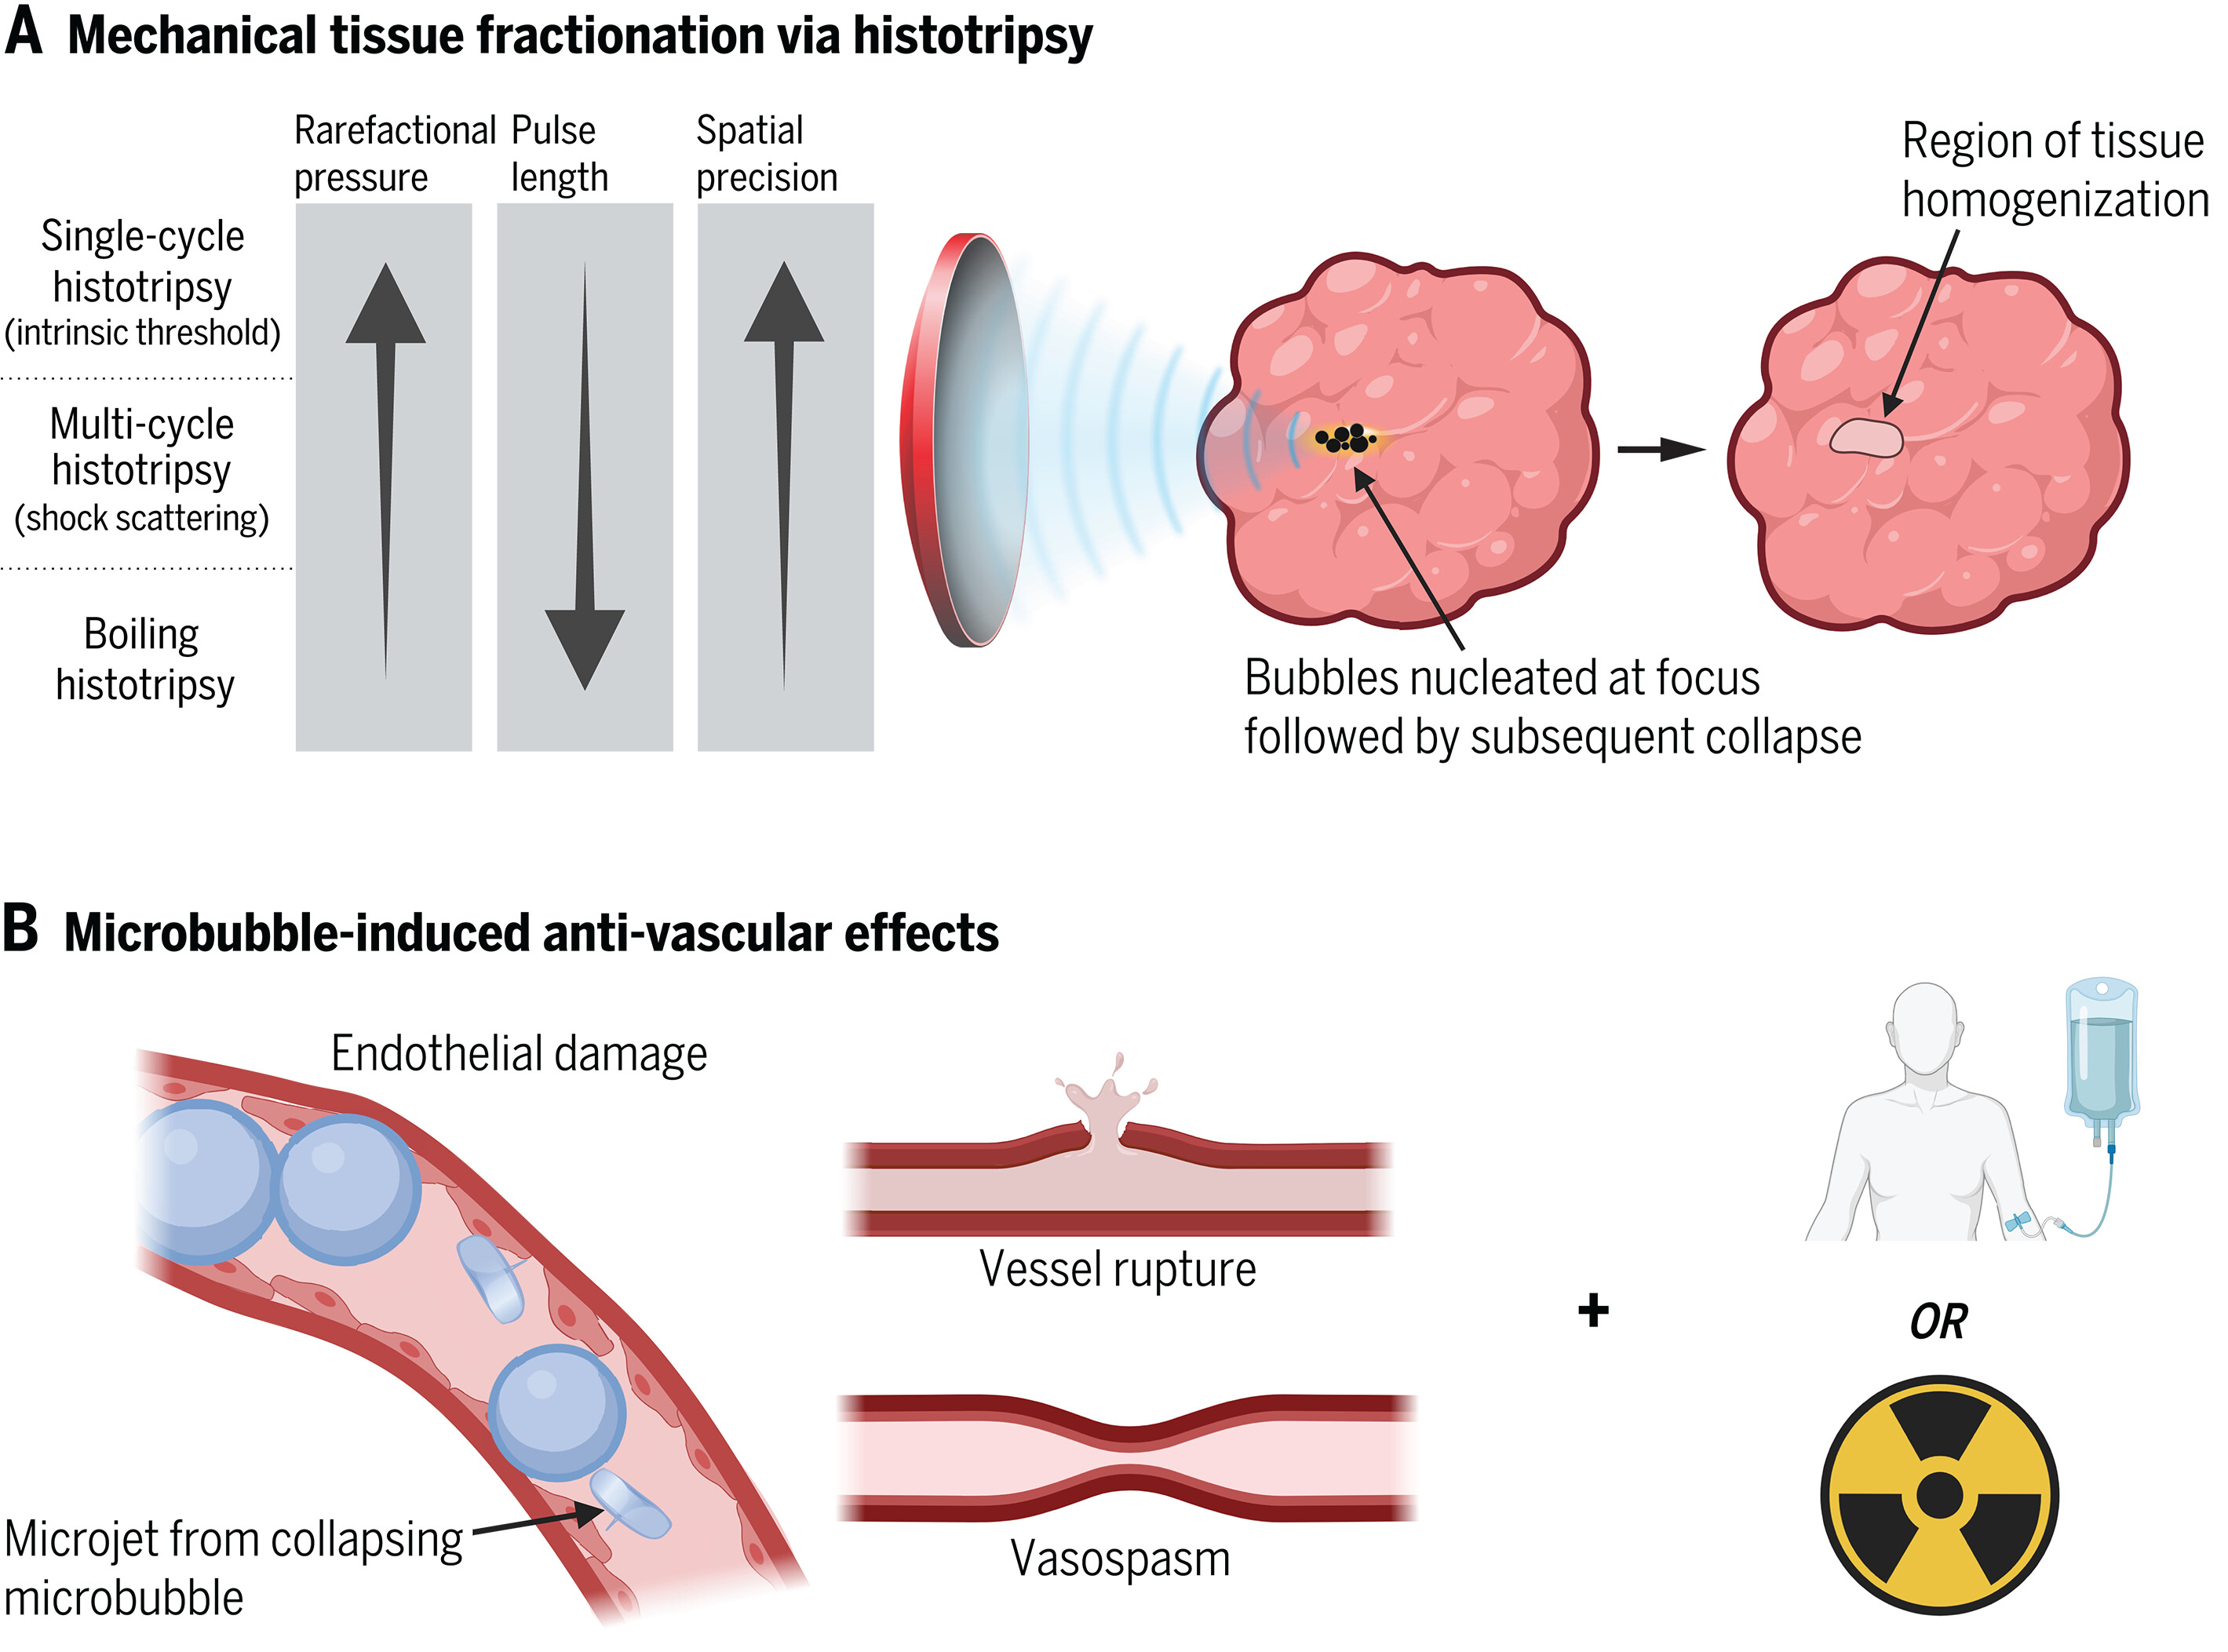 A Mechanical tissue fractionation via histotripsy
Rarefactional
pressure
Pulse
length
Spatial
precision
Single-cycle
histotripsy
(intrinsic threshold)
Multi-cycle
histotripsy
(shock scattering)
Boiling
histotripsy
Region of tissue
homogenization
Bubbles nucleated at focus
followed by subsequent collapse
B Microbubble-induced anti-vascular effects
Endothelial damage
Microjet from collapsing
microbubble
Vessel rupture
Vasospasm
+
OR